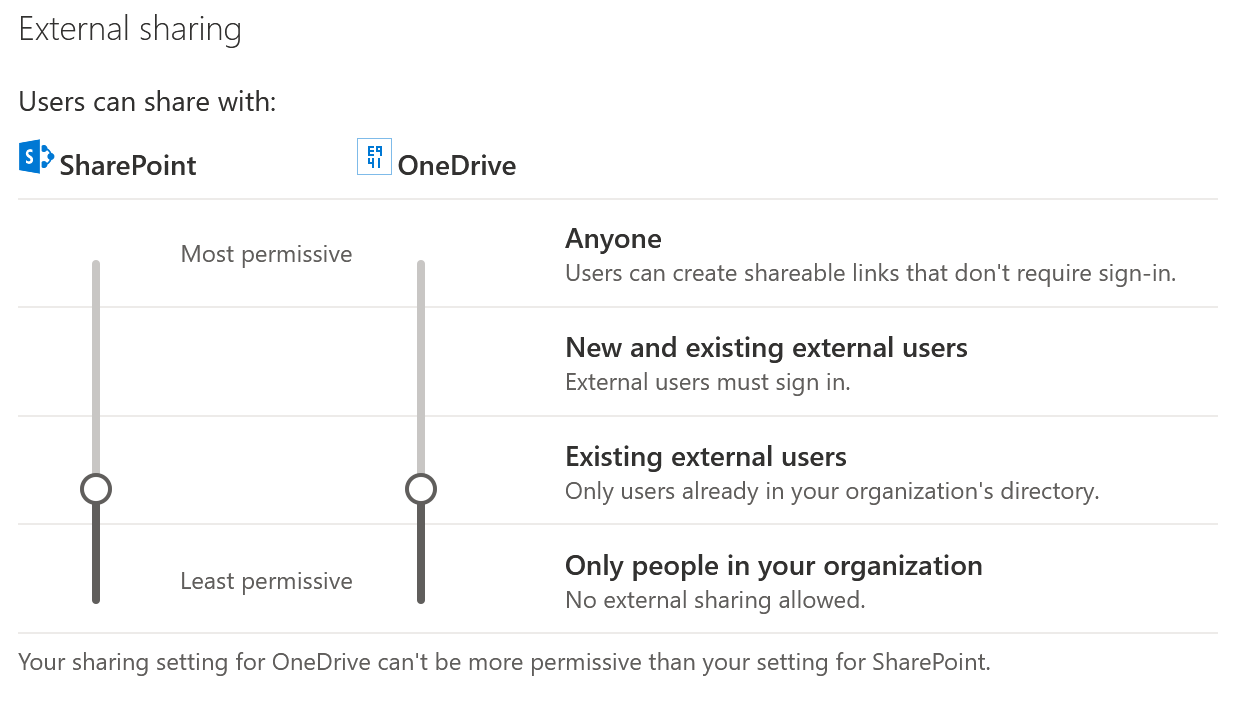 External sharing
Users can share with:
S SharePoint
E941 OneDrive
Most permissive
Anyone
Users can create shareable links that don't require sign-in.
New and existing external users
External users must sign in.
Existing external users
Only users already in your organization's directory.
Least permissive
Only people in your organization
No external sharing allowed.
Your sharing setting for OneDrive can't be more permissive than your setting for SharePoint.